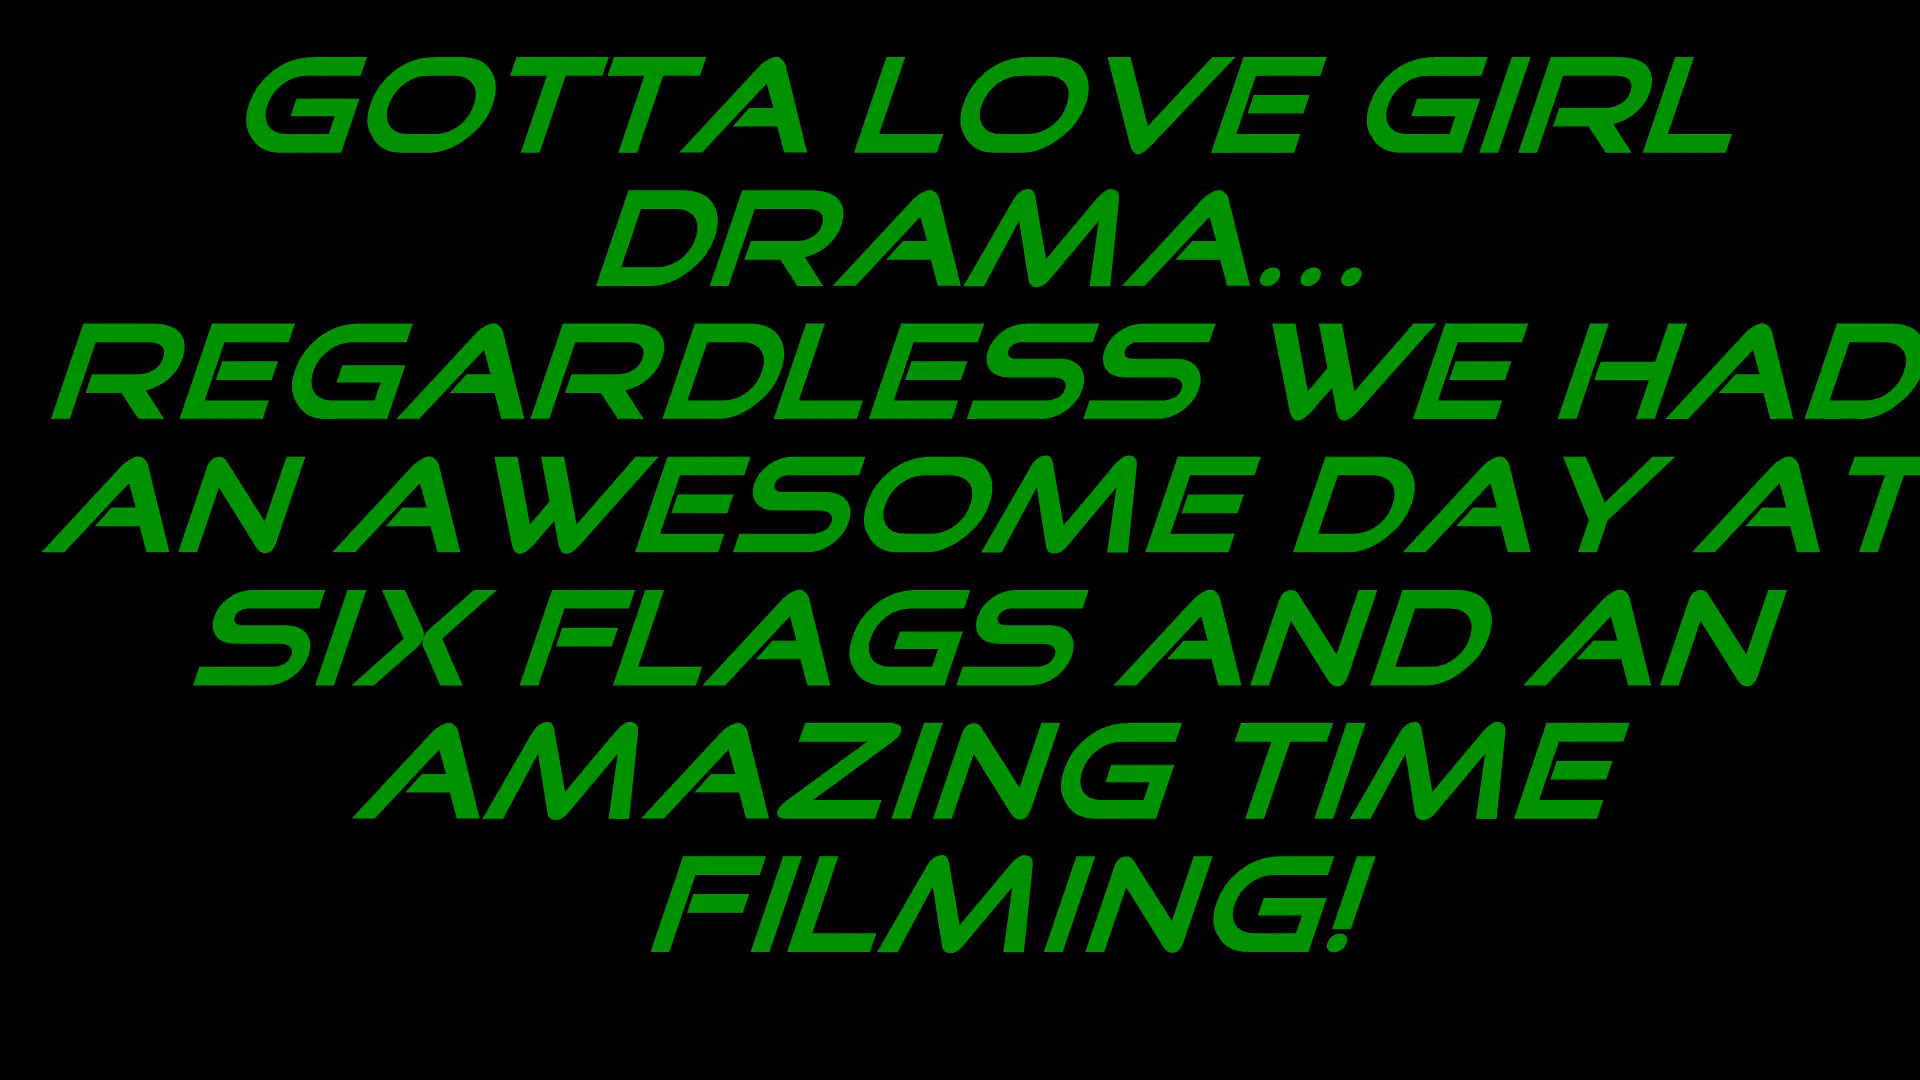 GOTTA LOVE GIRL
DRAMA...
REGARDLESS WE HAD
AN AWESOME DAY AT
SIX FLAGS AND AN
AMAZING TIME
FILMING!